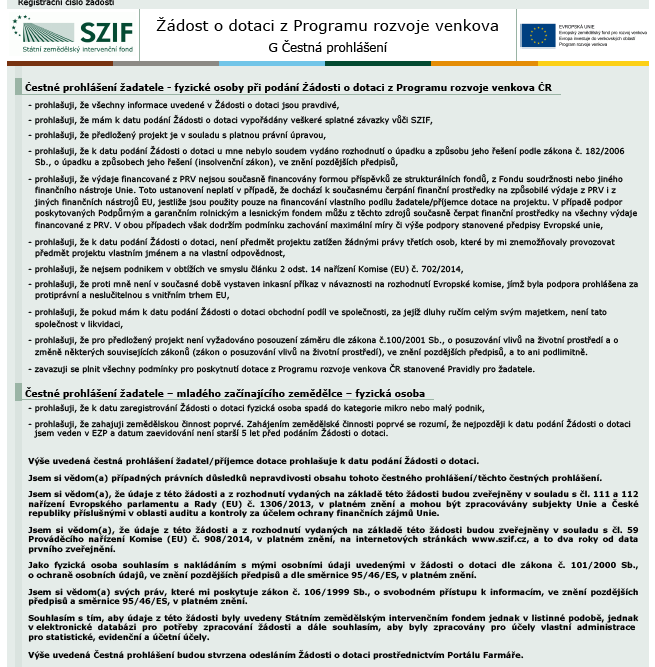 Registrační číslo žádosti
SZIF
Státní zemědělský intervenční fond
Žádost o dotaci z Programu rozvoje venkova
G Čestná prohlášení
EVROPSKÁ UNIE
Evropský zemědělský fond pro rozvoj venkova
Evropa investuje do venkovských oblastí
Program rozvoje venkova
Čestné prohlášení žadatele - fyzické osoby při podání Žádosti o dotaci z Programu rozvoje venkova ČR
- prohlašuji, že všechny informace uvedené v Žádosti o dotaci jsou pravdivé,
- prohlašuji, že mám k datu podání Žádosti o dotaci vypořádány veškeré splatné závazky vůči SZIF,
- prohlašuji, že předložený projekt je v souladu s platnou právní úpravou,
- prohlašuji, že k datu podání Žádosti o dotaci u mne nebylo soudem vydáno rozhodnutí o úpadku a způsobu jeho řešení podle zákona č. 182/2006
Sb., o úpadku a způsobech jeho řešení (insolvenční zákon), ve znění pozdějších předpisů,
- prohlašuji, že výdaje financované z PRV nejsou současně financovány formou příspěvků ze strukturálních fondů, z Fondu soudržnosti nebo jiného
finančního nástroje Unie. Toto ustanovení neplatí v případě, že dochází k současnému čerpání finanční prostředky na způsobilé výdaje z PRV i z
jiných finančních nástrojů EU, jestliže jsou použity pouze na financování vlastního podílu žadatele/příjemce dotace na projektu. V případě podpor
poskytovaných Podpůrným a garančním rolnickým a lesnickým fondem můžu z těchto zdrojů současně čerpat finanční prostředky na všechny výdaje
financované z PRV. V obou případech však dodržím podmínku zachování maximální míry či výše podpory stanovené předpisy Evropské unie,
- prohlašuji, že k datu podání Žádosti o dotaci, není předmět projektu zatížen žádnými právy třetích osob, které by mi znemožňovaly provozovat
předmět projektu vlastním jménem a na vlastní odpovědnost,
- prohlašuji, že nejsem podnikem v obtížích ve smyslu článku 2 odst. 14 nařízení Komise (EU) č. 702/2014,
- prohlašuji, že proti mně není v současné době vystaven inkasní příkaz v návaznosti na rozhodnutí Evropské komise, jímž byla podpora prohlášena za
protiprávní a neslučitelnou s vnitřním trhem EU,
- prohlašuji, že pokud mám k datu podání Žádosti o dotaci obchodní podíl ve společnosti, za jejíž dluhy ručím celým svým majetkem, není tato
společnost v likvidaci,
- prohlašuji, že pro předložený projekt není vyžadováno posouzení záměru dle zákona č.100/2001 Sb., o posuzování vlivů na životní prostředí a o
změně některých souvisejících zákonů (zákon o posuzování vlivů na životní prostředí), ve znění pozdějších předpisů, a to ani podlimitně.
- zavazuji se plnit všechny podmínky pro poskytnutí dotace z Programu rozvoje venkova ČR stanovené Pravidly pro žadatele.
Čestné prohlášení žadatele – mladého začínajícího zemědělce – fyzická osoba
- prohlašuji, že k datu zaregistrování Žádosti o dotaci fyzická osoba spadá do kategorie mikro nebo malý podnik,
- prohlašuji, že zahajuji zemědělskou činnost poprvé. Zahájením zemědělské činnosti poprvé se rozumí, že nejpozději k datu podání Žádosti o dotaci
jsem veden v EZP a datum zaevidování není starší 5 let před podáním Žádosti o dotaci.
Výše uvedená čestná prohlášení žadatel/příjemce dotace prohlašuje k datu podání Žádosti o dotaci.
Jsem si vědom(a) případných právních důsledků nepravdivosti obsahu tohoto čestného prohlášení/těchto čestných prohlášení.
Jsem si vědom(a), že údaje z této žádosti a z rozhodnutí vydaných na základě této žádosti budou zveřejněny v souladu s čl. 111 a 112
nařízení Evropského parlamentu a Rady (EU) č. 1306/2013, v platném znění a mohou být zpracovávány subjekty Unie a České
republiky příslušnými v oblasti auditu a kontroly za účelem ochrany finančních zájmů Unie.
Jsem si vědom(a), že údaje z této žádosti a z rozhodnutí vydaných na základě této žádosti budou zveřejněny v souladu s čl. 59
Prováděcího nařízení Komise (EU) č. 908/2014, v platném znění, na internetových stránkách www.szif.cz, a to dva roky od data
prvního zveřejnění.
Jako fyzická osoba souhlasím s nakládáním s mými osobními údaji uvedenými v žádosti o dotaci dle zákona č. 101/2000 Sb.,
o ochraně osobních údajů, ve znění pozdějších předpisů a dle směrnice 95/46/ES, v platném znění.
Jsem si vědom(a) svých práv, které mi poskytuje zákon č. 106/1999 Sb., o svobodném přístupu k informacím, ve znění pozdějších
předpisů a směrnice 95/46/ES, v platném znění.
Souhlasím s tím, aby údaje z této žádosti byly uvedeny Státním zemědělským intervenčním fondem jednak v listinné podobě, jednak
v elektronické databázi pro potřeby zpracování žádosti a dále souhlasím, aby byly zpracovány pro účely vlastní administrace
pro statistické, evidenční a účetní účely.
Výše uvedená Čestná prohlášení budou stvrzena odesláním Žádosti o dotaci prostřednictvím Portálu Farmáře.